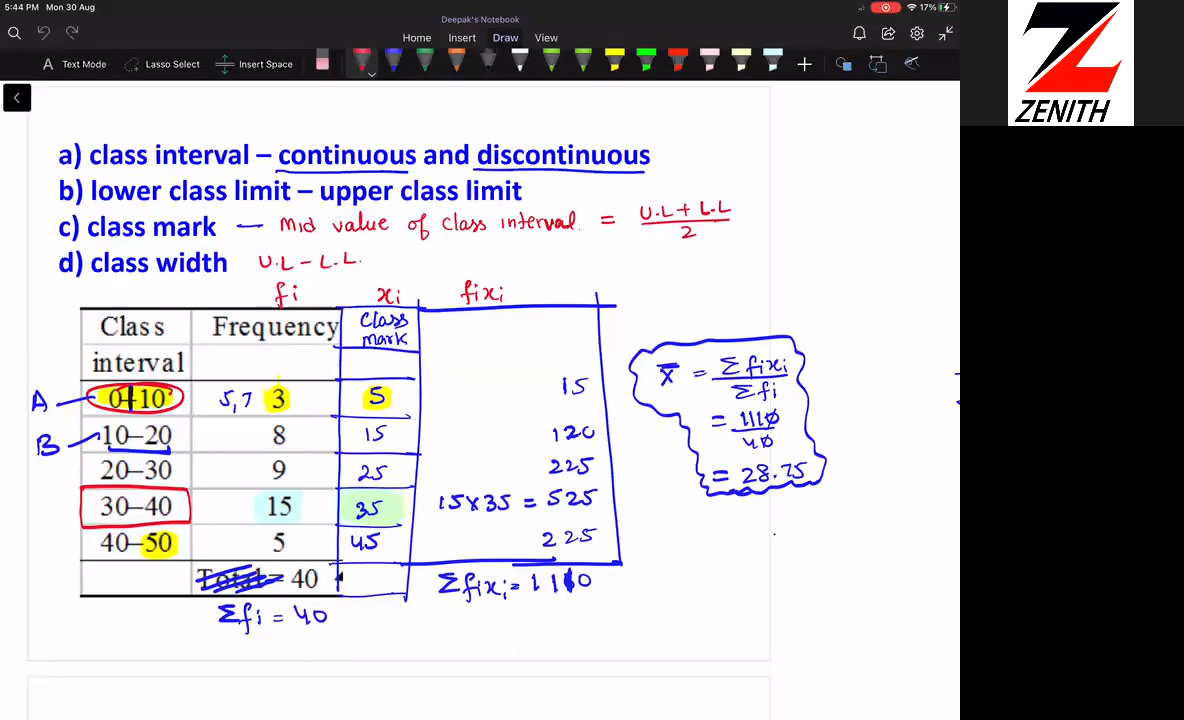 5:44 PM Mon 30 Aug
17%
Deepak's Notebook
Home Insert Draw View
Text Mode Lasso Select Insert Space
ZENITH
a) class interval – continuous and discontinuous
b) lower class limit – upper class limit
c) class mark — Mid value of class interval = U.L + L.L / 2
d) class width U.L – L.L.
fi xi fixi
Class interval Frequency Class mark
A 0–10 5,7 3 5 15
B 10–20 8 15 120
20–30 9 25 225
30–40 15 35 15 x 35 = 525
40–50 5 45 225
Total = 40 Σfixi = 1110
Σfi = 40
x̄ = Σfixi / Σfi
= 1110 / 40
= 28.75